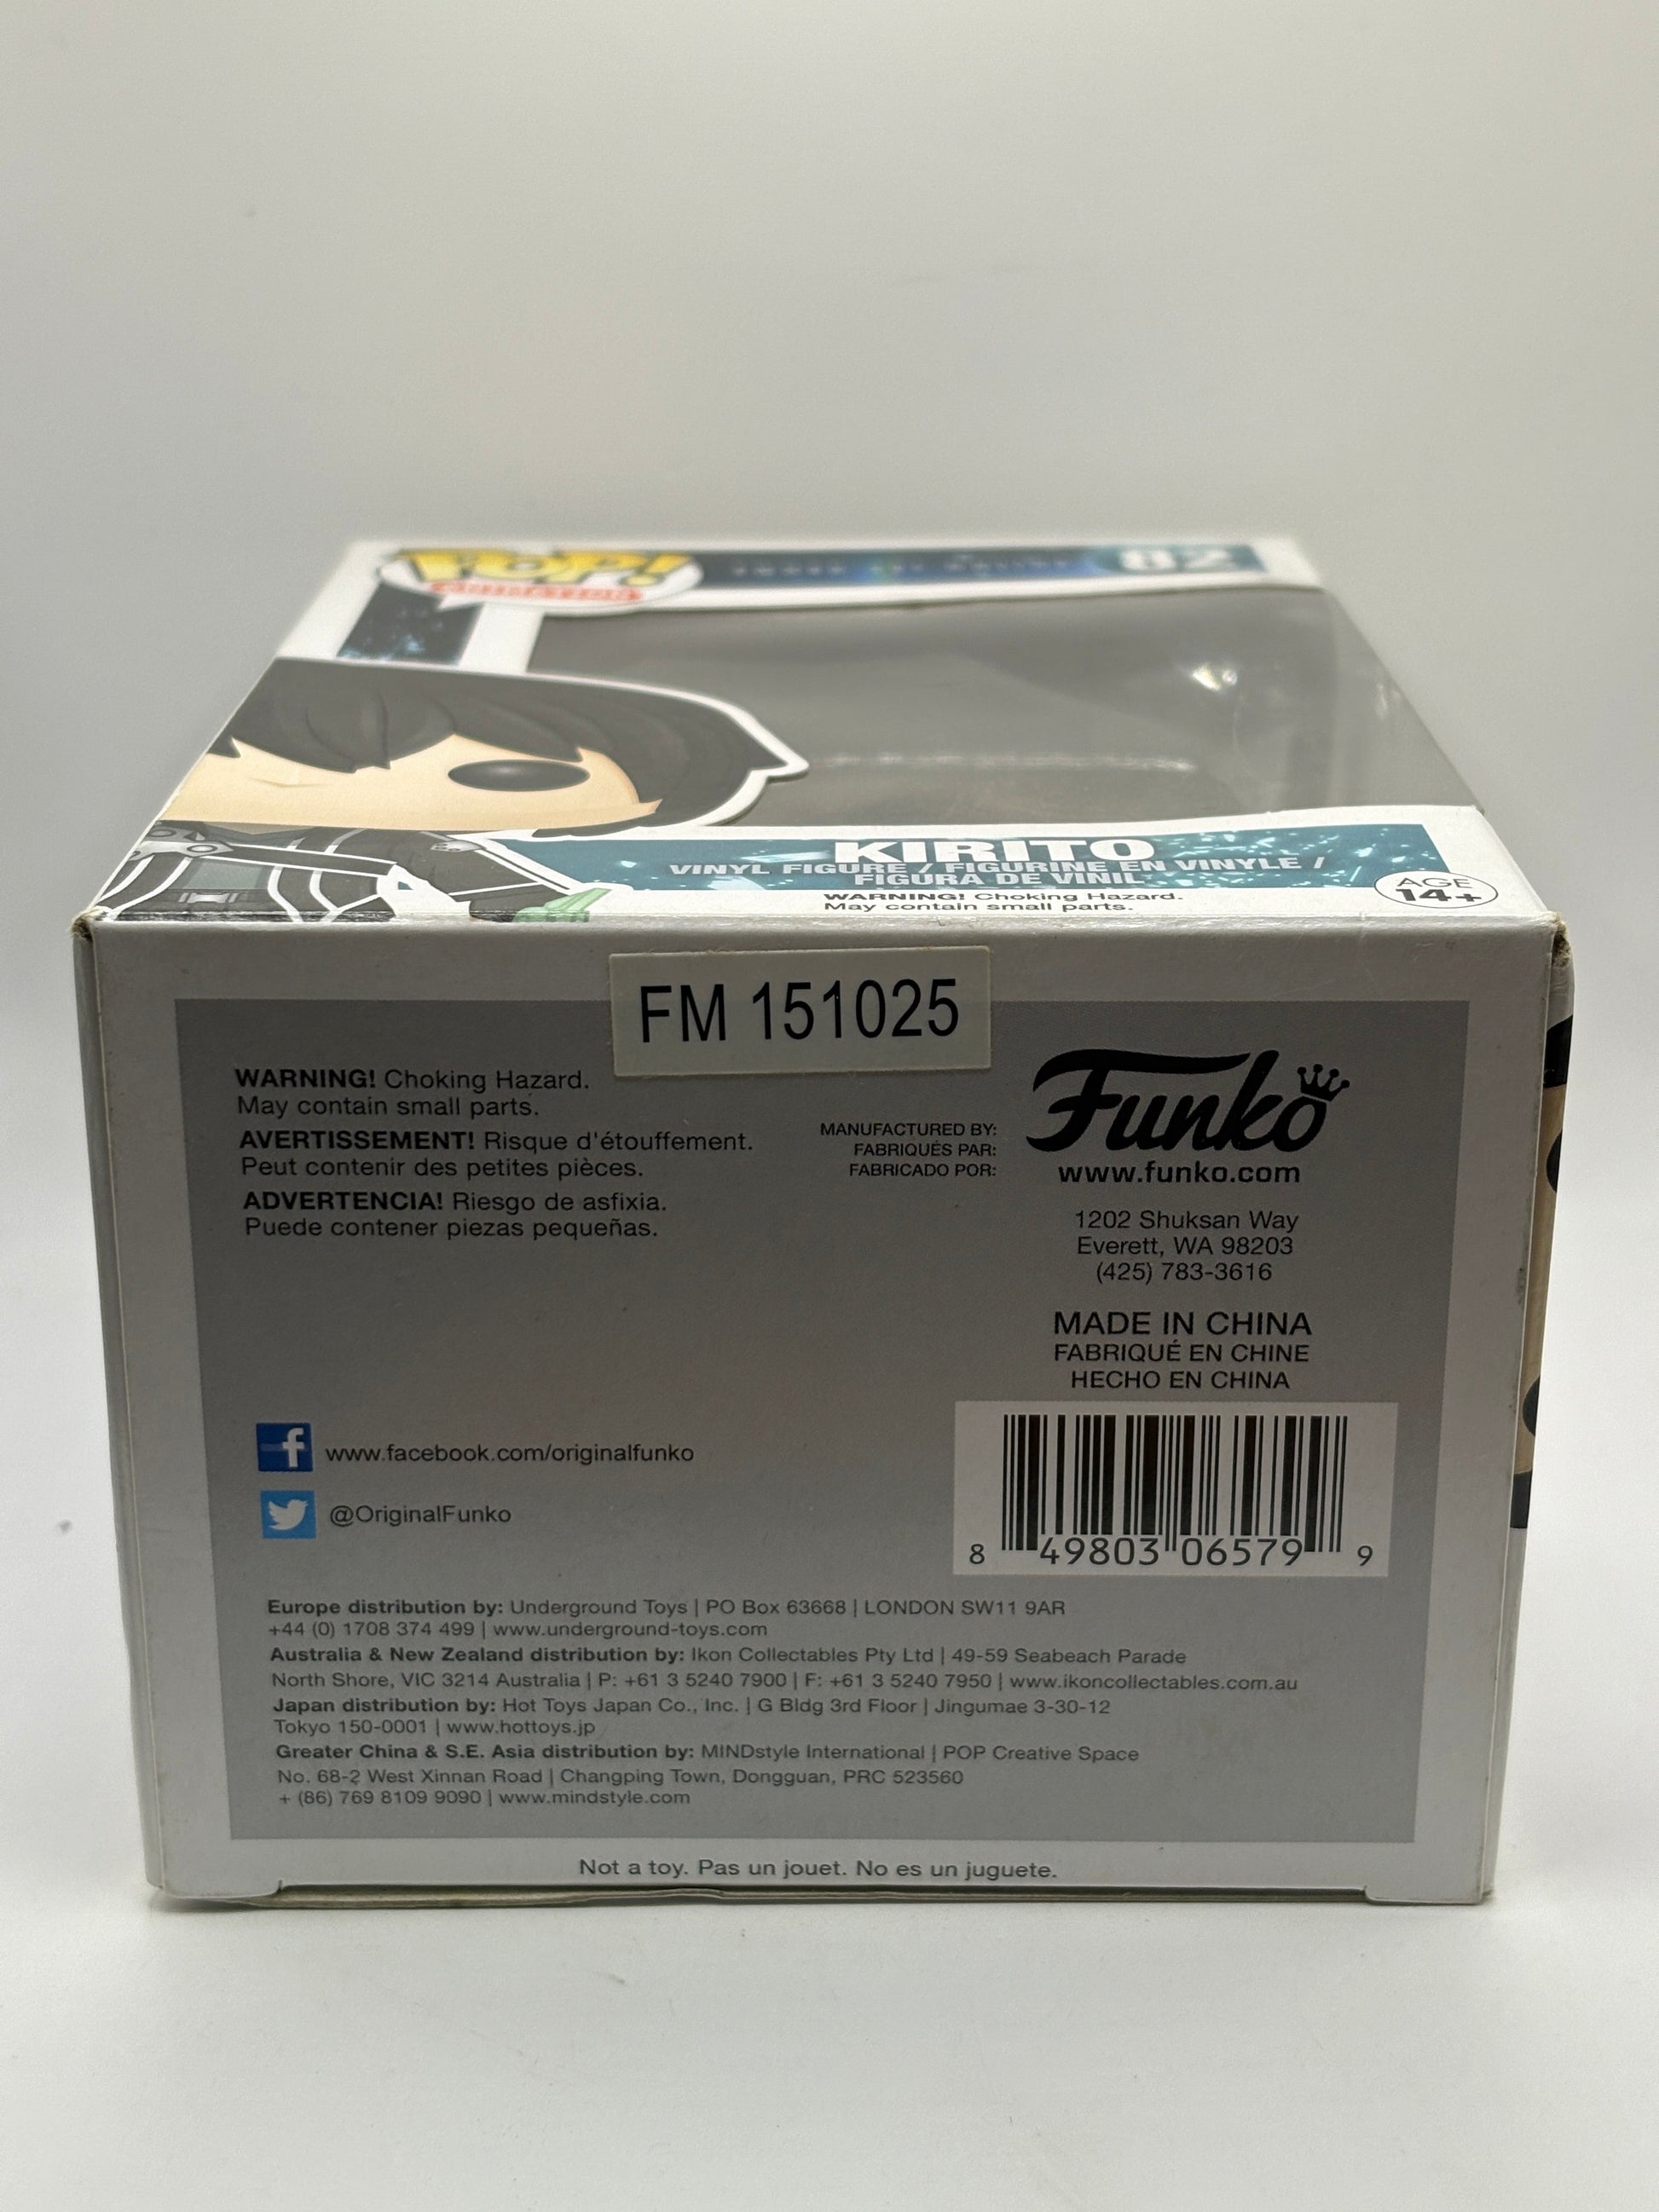 POP!
ANIMATION
82
KIRITO
VINYL FIGURE / FIGURINE EN VINYLE /
FIGURA DE VINIL
WARNING! Choking Hazard.
May contain small parts.
AGE
14+
FM 151025
WARNING! Choking Hazard.
May contain small parts.
AVERTISSEMENT! Risque d'étouffement.
Peut contenir des petites pièces.
ADVERTENCIA! Riesgo de asfixia.
Puede contener piezas pequeñas.
MANUFACTURED BY:
FABRIQUÉS PAR:
FABRICADO POR:
Funko
www.funko.com
1202 Shuksan Way
Everett, WA 98203
(425) 783-3616
MADE IN CHINA
FABRIQUÉ EN CHINE
HECHO EN CHINA
f www.facebook.com/originalfunko
@OriginalFunko
8 49803 06579 9
Europe distribution by: Underground Toys | PO Box 63668 | LONDON SW11 9AR
+44 (0) 1708 374 499 | www.underground-toys.com
Australia & New Zealand distribution by: Ikon Collectables Pty Ltd | 49-59 Seabeach Parade
North Shore, VIC 3214 Australia | P: +61 3 5240 7900 | F: +61 3 5240 7950 | www.ikoncollectables.com.au
Japan distribution by: Hot Toys Japan Co., Inc. | G Bldg 3rd Floor | Jingumae 3-30-12
Tokyo 150-0001 | www.hottoys.jp
Greater China & S.E. Asia distribution by: MINDstyle International | POP Creative Space
No. 68-2 West Xinnan Road | Changping Town, Dongguan, PRC 523560
+ (86) 769 8109 9090 | www.mindstyle.com
Not a toy. Pas un jouet. No es un juguete.